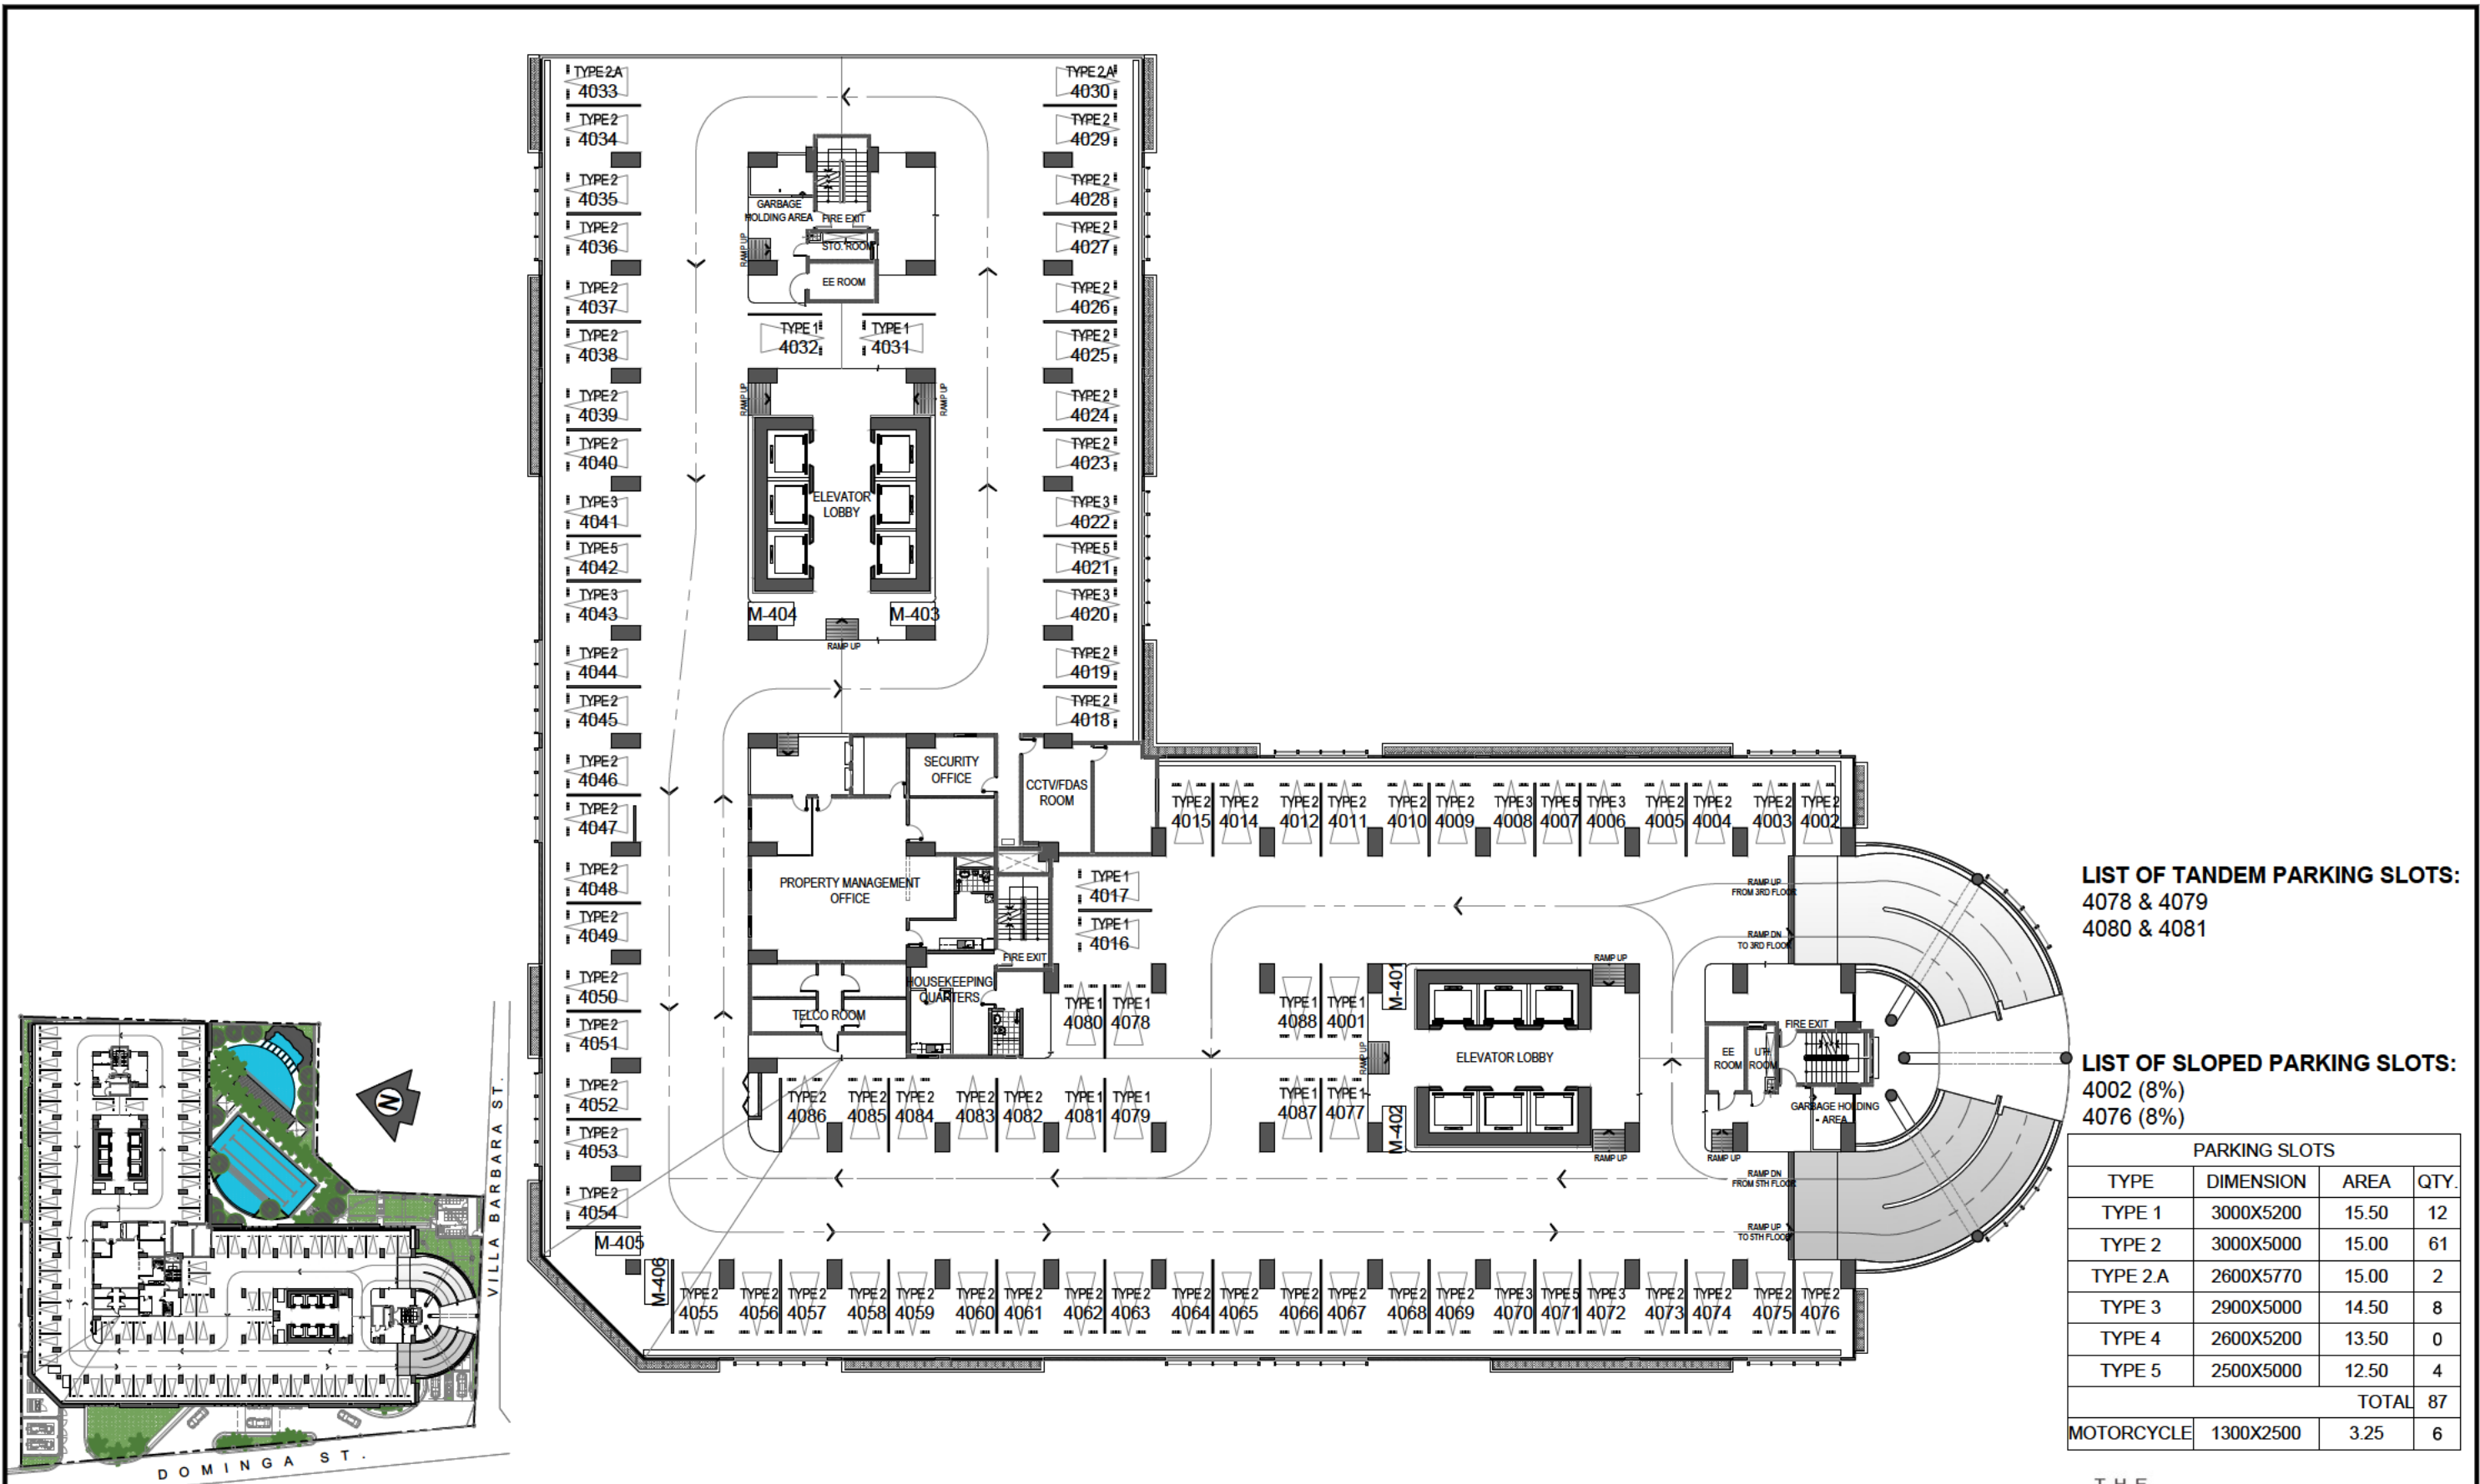 TYPE 2.A
4033
TYPE 2
4034
TYPE 2
4035
TYPE 2
4036
TYPE 2
4037
TYPE 2
4038
TYPE 2
4039
TYPE 2
4040
TYPE 3
4041
TYPE 5
4042
TYPE 3
4043
TYPE 2
4044
TYPE 2
4045
TYPE 2
4046
TYPE 2
4047
TYPE 2
4048
TYPE 2
4049
TYPE 2
4050
TYPE 2
4051
TYPE 2
4052
TYPE 2
4053
TYPE 2
4054
M-405
M-406
GARBAGE
HOLDING AREA
FIRE EXIT
STO. ROOM
RAMP UP
EE ROOM
TYPE 1
4032
TYPE 1
4031
RAMP UP
RAMP UP
ELEVATOR
LOBBY
M-404
M-403
RAMP UP
TYPE 2.A
4030
TYPE 2
4029
TYPE 2
4028
TYPE 2
4027
TYPE 2
4026
TYPE 2
4025
TYPE 2
4024
TYPE 2
4023
TYPE 3
4022
TYPE 5
4021
TYPE 3
4020
TYPE 2
4019
TYPE 2
4018
SECURITY
OFFICE
CCTV/FDAS
ROOM
PROPERTY MANAGEMENT
OFFICE
FIRE EXIT
HOUSEKEEPING
QUARTERS
TELCO ROOM
TYPE 2 TYPE 2 TYPE 2 TYPE 2 TYPE 2 TYPE 2 TYPE 3 TYPE 5 TYPE 3 TYPE 2 TYPE 2 TYPE 2 TYPE 2
4015 4014 4012 4011 4010 4009 4008 4007 4006 4005 4004 4003 4002
TYPE 1
4017
TYPE 1
4016
RAMP UP
FROM 3RD FLOOR
RAMP DN
TO 3RD FLOOR
TYPE 1 TYPE 1
4080 4078
TYPE 1 TYPE 1
4088 4001
M-401
RAMP UP
RAMP UP
ELEVATOR LOBBY
EE
ROOM
UTI.
ROOM
FIRE EXIT
GARBAGE HOLDING
AREA
TYPE 2 TYPE 2 TYPE 2 TYPE 2 TYPE 2 TYPE 1 TYPE 1
4086 4085 4084 4083 4082 4081 4079
TYPE 1 TYPE 1
4087 4077
M-402
RAMP UP
RAMP UP
RAMP DN
FROM 5TH FLOOR
RAMP UP
TO 5TH FLOOR
TYPE 2 TYPE 2 TYPE 2 TYPE 2 TYPE 2 TYPE 2 TYPE 2 TYPE 2 TYPE 2 TYPE 2 TYPE 2 TYPE 2 TYPE 2 TYPE 2 TYPE 2 TYPE 3 TYPE 5 TYPE 3 TYPE 2 TYPE 2 TYPE 2 TYPE 2
4055 4056 4057 4058 4059 4060 4061 4062 4063 4064 4065 4066 4067 4068 4069 4070 4071 4072 4073 4074 4075 4076
LIST OF TANDEM PARKING SLOTS:
4078 & 4079
4080 & 4081
LIST OF SLOPED PARKING SLOTS:
4002 (8%)
4076 (8%)
PARKING SLOTS
TYPE DIMENSION AREA QTY.
TYPE 1 3000X5200 15.50 12
TYPE 2 3000X5000 15.00 61
TYPE 2.A 2600X5770 15.00 2
TYPE 3 2900X5000 14.50 8
TYPE 4 2600X5200 13.50 0
TYPE 5 2500X5000 12.50 4
TOTAL 87
MOTORCYCLE 1300X2500 3.25 6
N
VILLA BARBARA ST.
DOMINGA ST.